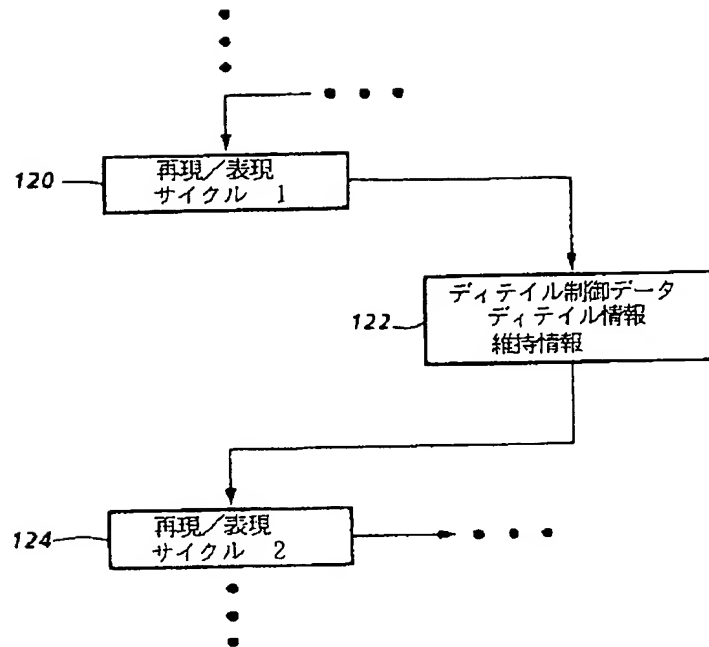 120
再現／表現
サイクル 1
122
ディテイル制御データ
ディテイル情報
維持情報
124
再現／表現
サイクル 2